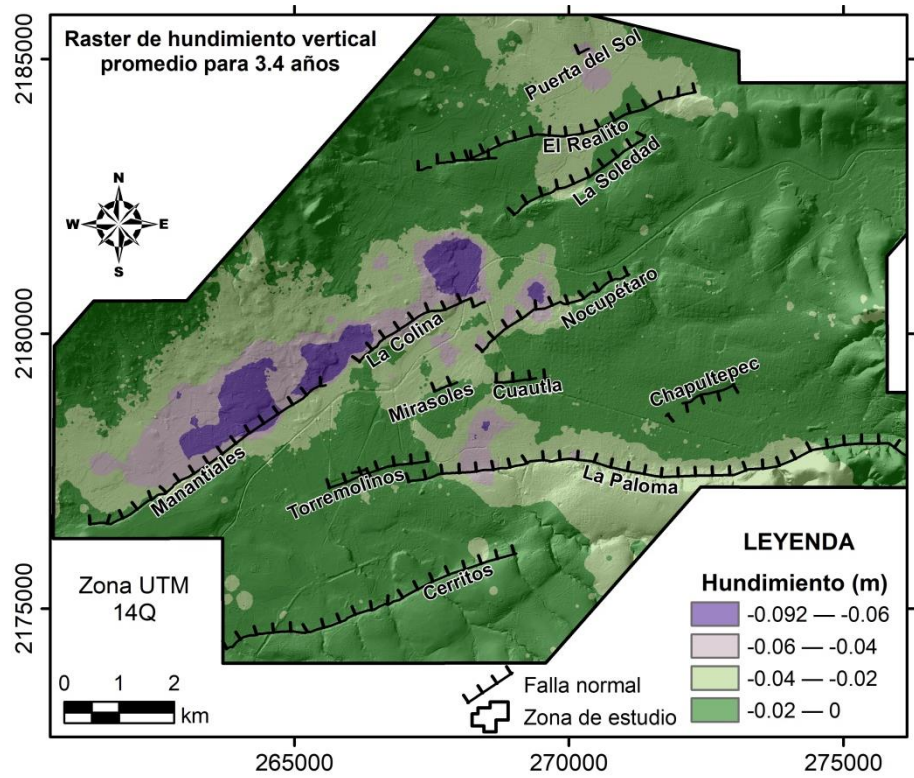 Raster de hundimiento vertical
promedio para 3.4 años
2185000
2180000
2175000
N
W
E
S
Puerta del Sol
El Realito
La Soledad
La Colina
Nocupétaro
Mirasoles
Cuautla
Chapultepec
Manantiales
Torremolinos
La Paloma
Cerritos
Zona UTM
14Q
0 1 2
km
Falla normal
Zona de estudio
LEYENDA
Hundimiento (m)
-0.092 — -0.06
-0.06 — -0.04
-0.04 — -0.02
-0.02 — 0
265000 270000 275000